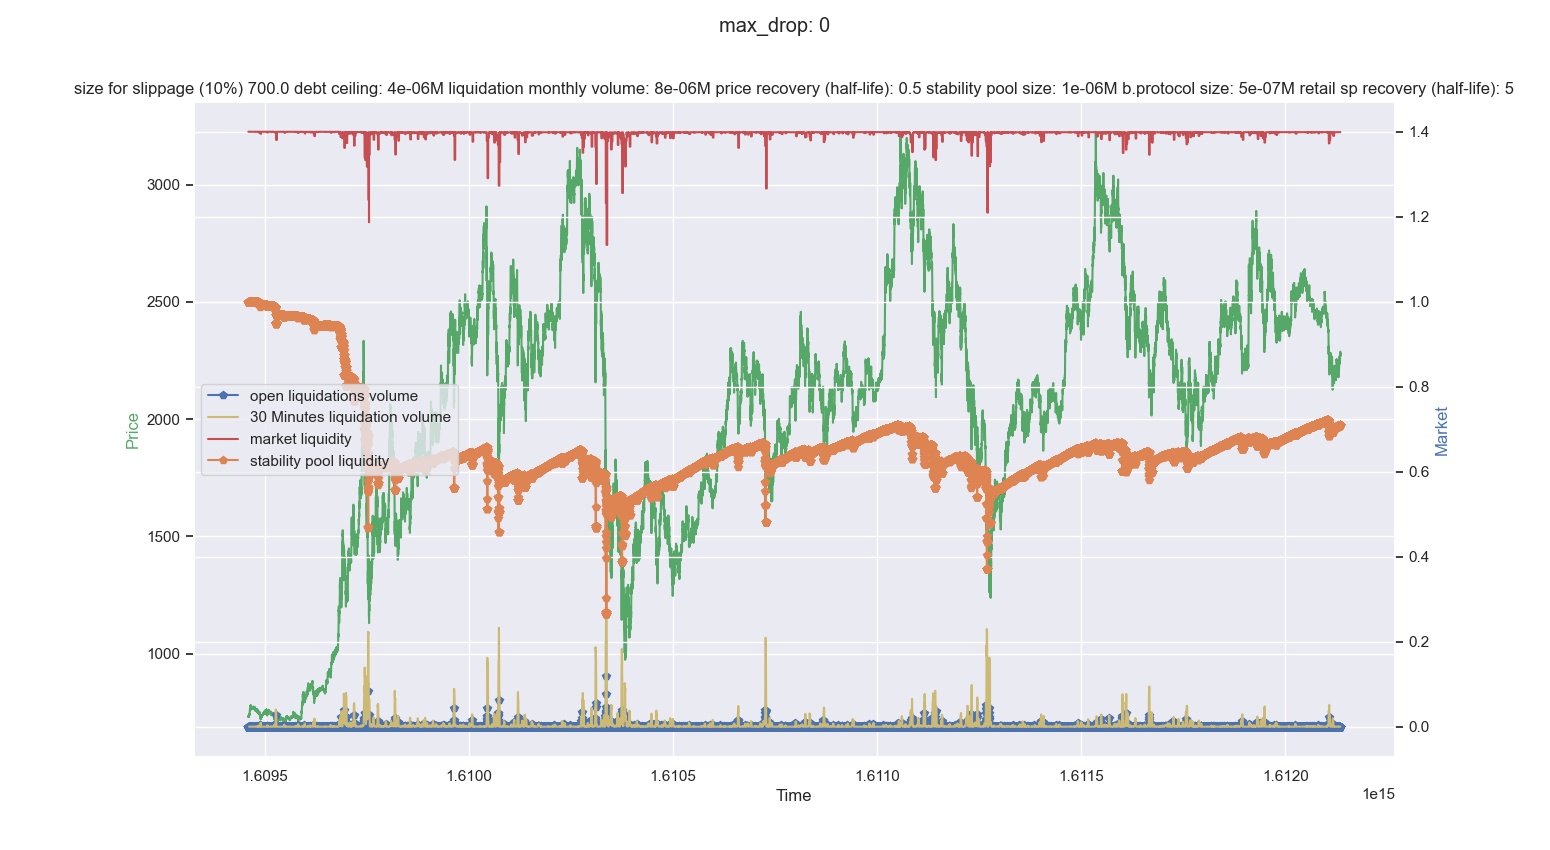 max_drop: 0
size for slippage (10%) 700.0 debt ceiling: 4e-06M liquidation monthly volume: 8e-06M price recovery (half-life): 0.5 stability pool size: 1e-06M b.protocol size: 5e-07M retail sp recovery (half-life): 5
3000
2500
2000
1500
1000
Price
open liquidations volume
30 Minutes liquidation volume
market liquidity
stability pool liquidity
1.4
1.2
1.0
0.8
0.6
0.4
0.2
0.0
Market
1.6095
1.6100
1.6105
1.6110
1.6115
1.6120
Time
1e15